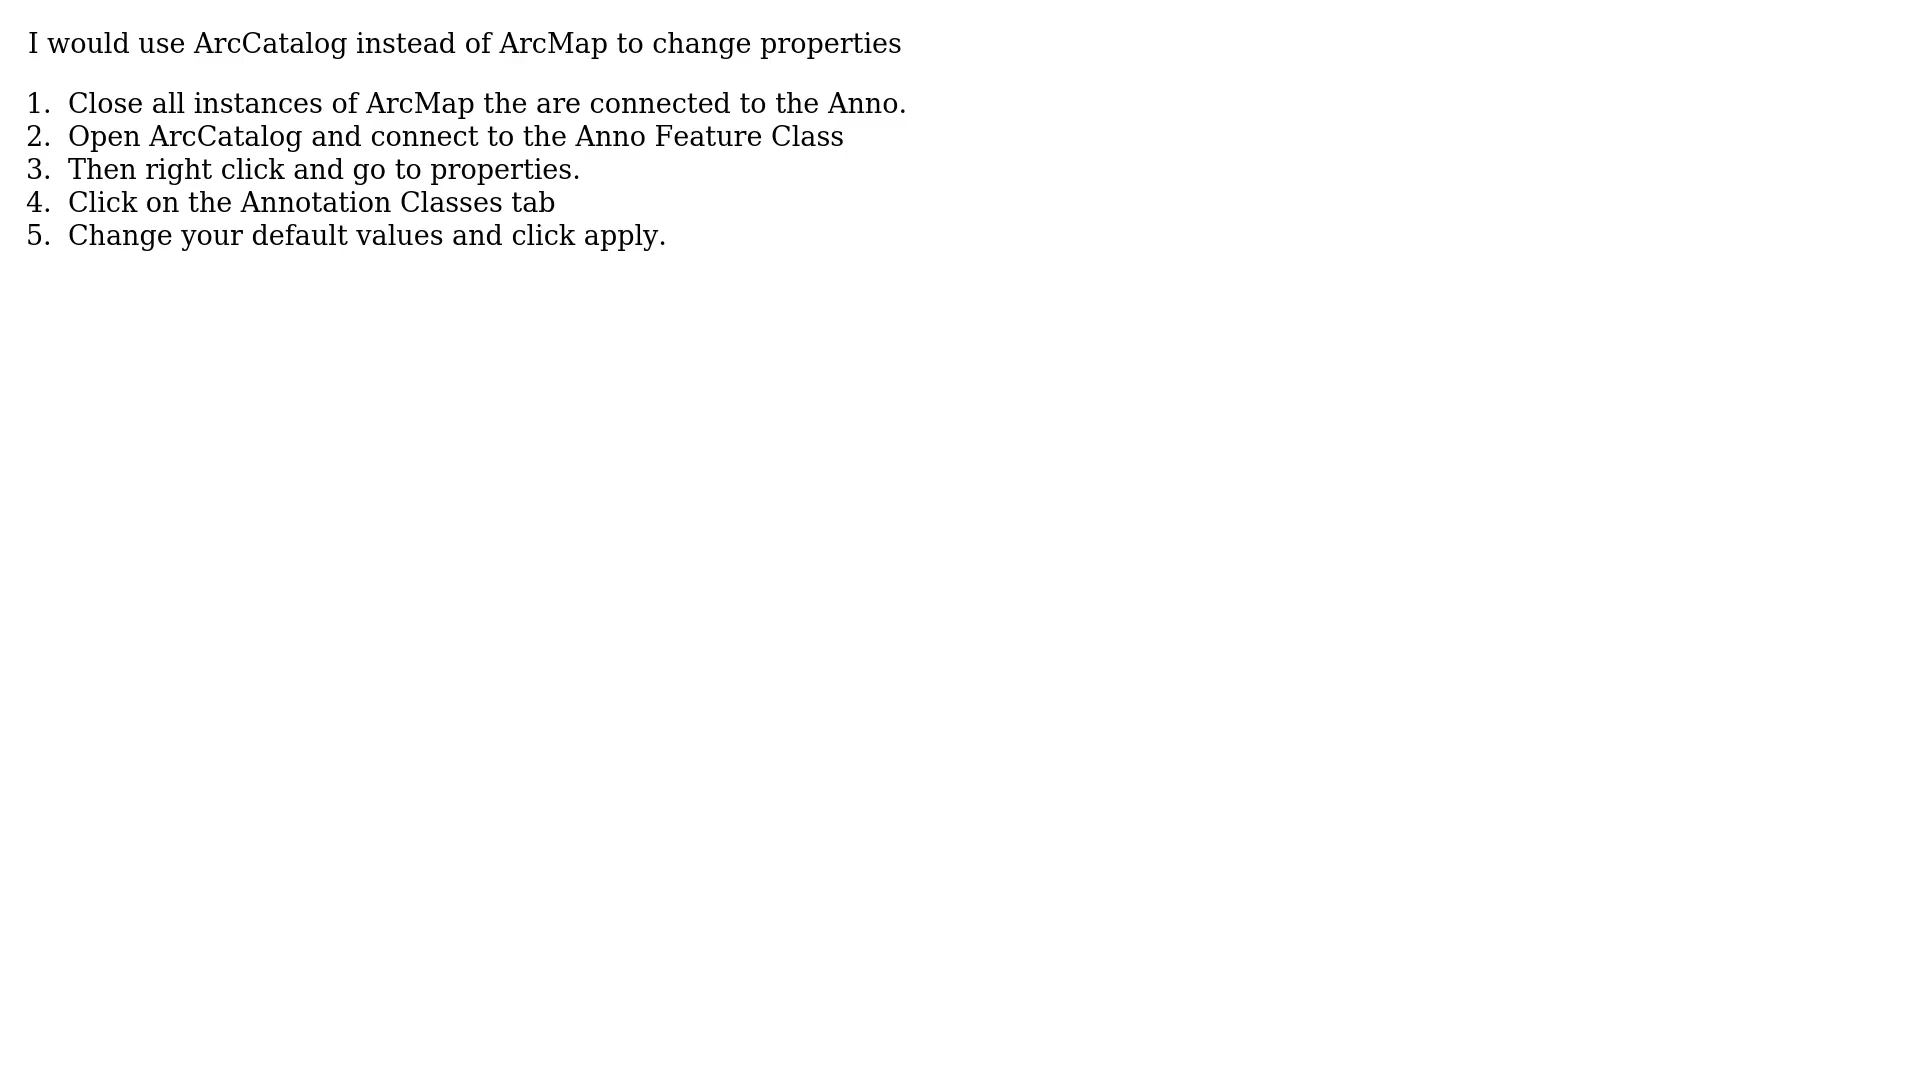 I would use ArcCatalog instead of ArcMap to change properties
1. Close all instances of ArcMap the are connected to the Anno.
2. Open ArcCatalog and connect to the Anno Feature Class
3. Then right click and go to properties.
4. Click on the Annotation Classes tab
5. Change your default values and click apply.